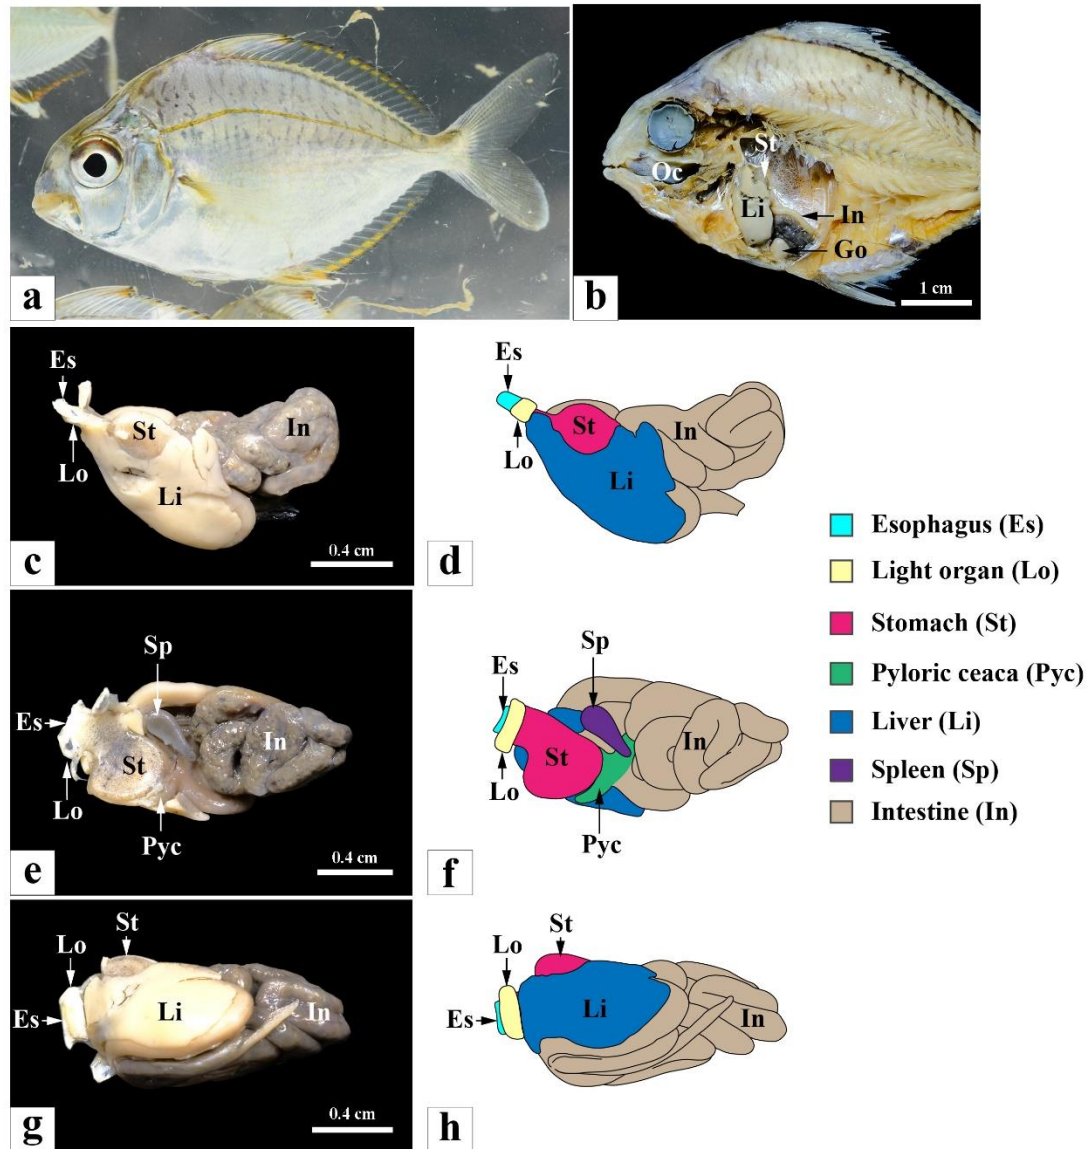 a
St
Oc
Li
In
Go
b
1 cm
Es
St
In
Lo
Li
c
0.4 cm
Es
St
In
Lo
Li
d
Esophagus (Es)
Light organ (Lo)
Stomach (St)
Pyloric ceaca (Pyc)
Liver (Li)
Spleen (Sp)
Intestine (In)
Sp
Es
In
St
Lo
Pyc
e
0.4 cm
Sp
Es
In
St
Lo
Pyc
f
St
Lo
Li
In
Es
g
0.4 cm
St
Lo
Li
In
Es
h